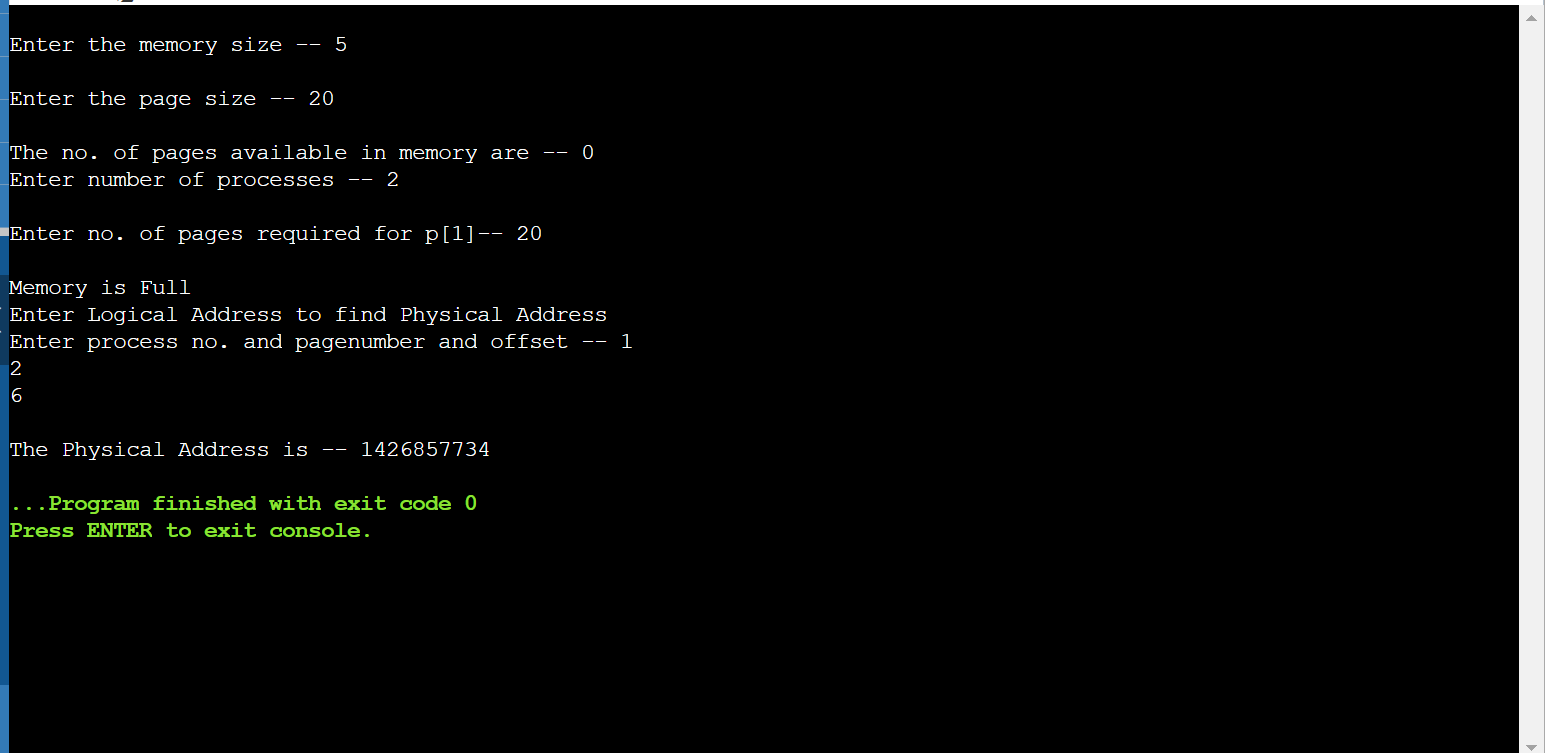 Enter the memory size -- 5
Enter the page size -- 20
The no. of pages available in memory are -- 0
Enter number of processes -- 2
Enter no. of pages required for p[1]-- 20
Memory is Full
Enter Logical Address to find Physical Address
Enter process no. and pagenumber and offset -- 1
2
6
The Physical Address is -- 1426857734
...Program finished with exit code 0
Press ENTER to exit console.